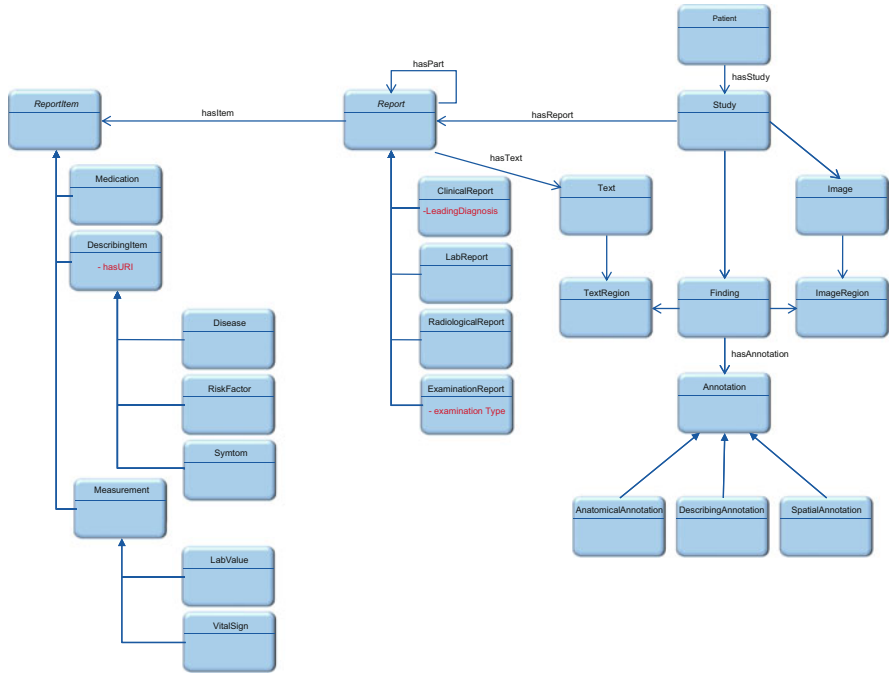 Patient
hasStudy
hasPart
ReportItem
hasItem
Report
hasReport
Study
hasText
Medication
ClinicalReport
-LeadingDiagnosis
Text
Image
DescribingItem
- hasURI
LabReport
TextRegion
Finding
ImageRegion
Disease
RadiologicalReport
hasAnnotation
RiskFactor
ExaminationReport
- examination Type
Annotation
Symtom
Measurement
AnatomicalAnnotation
DescribingAnnotation
SpatialAnnotation
LabValue
VitalSign